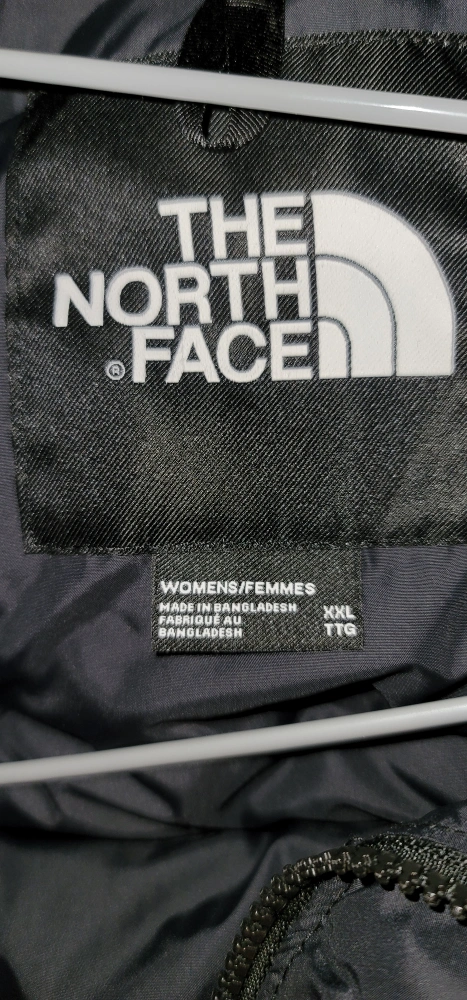 THE
NORTH
® FACE
WOMENS/FEMMES
MADE IN BANGLADESH
FABRIQUÉ AU
BANGLADESH
XXL
TTG